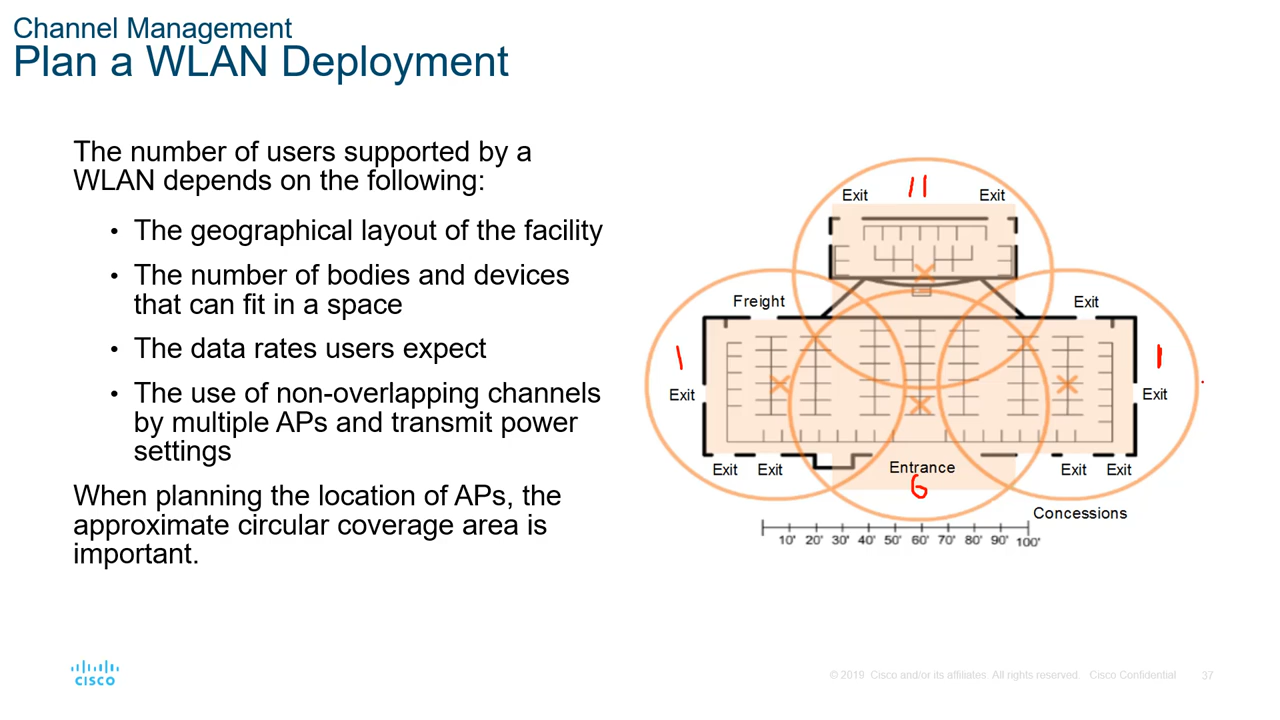 Channel Management
Plan a WLAN Deployment
The number of users supported by a
WLAN depends on the following:
• The geographical layout of the facility
• The number of bodies and devices
that can fit in a space
• The data rates users expect
• The use of non-overlapping channels
by multiple APs and transmit power
settings
When planning the location of APs, the
approximate circular coverage area is
important.
Exit 11 Exit
Freight Exit
1 1
Exit Exit
Exit Exit Entrance Exit Exit
6
Concessions
10' 20' 30' 40' 50' 60' 70' 80' 90' 100'
CISCO
© 2019 Cisco and/or its affiliates. All rights reserved. Cisco Confidential 37